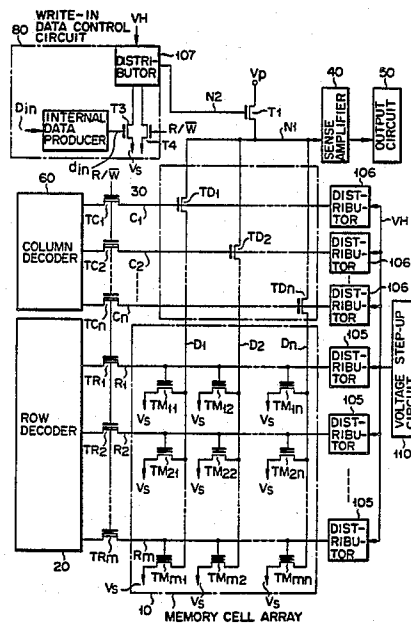 80
WRITE-IN
DATA CONTROL
CIRCUIT
VH
107
DISTRIBUTOR
Din
INTERNAL
DATA
PRODUCER
din
T3
T4
R/W̅
Vs
N2
Vp
T1
N1
40
SENSE
AMPLIFIER
50
OUTPUT
CIRCUIT
60
COLUMN
DECODER
R/W̅
TC1
C1
30
TD1
TC2
C2
TD2
TCn
Cn
TDn
106
DIST-
RIBU-
TOR
VH
DIST-
RIBU-
TOR
106
DIST-
RIBU-
TOR
106
D1
D2
Dn
ROW DECODER
20
TR1
R1
TR2
R2
TRm
Rm
TM11
TM12
TM1n
Vs
Vs
Vs
TM21
TM22
TM2n
Vs
Vs
Vs
TMm1
TMm2
TMmn
Vs
Vs
Vs
105
DIST-
RIBU-
TOR
105
DIST-
RIBU-
TOR
105
DIST-
RIBU-
TOR
VOLTAGE STEP-UP
CIRCUIT
110
10
MEMORY CELL ARRAY